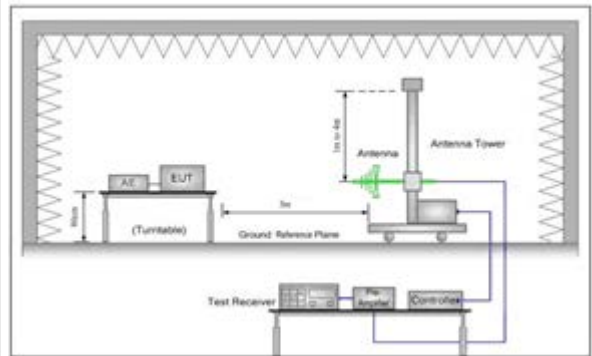 1m to 4m
Antenna Tower
Antenna
AE
EUT
3m
80cm
(Turntable)
Ground Reference Plane
Test Receiver
Pre-
Amplifier
Controller